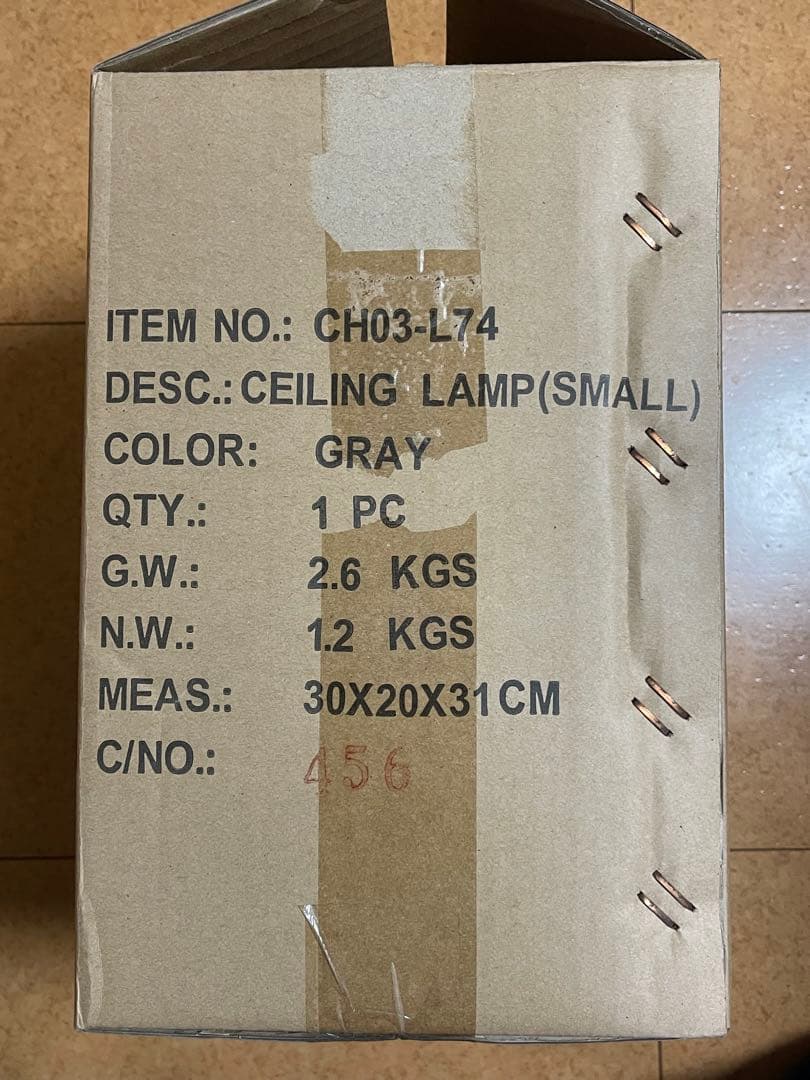 ITEM NO.: CH03-L74
DESC.: CEILING LAMP(SMALL)
COLOR: GRAY
QTY.: 1 PC
G.W.: 2.6 KGS
N.W.: 1.2 KGS
MEAS.: 30X20X31CM
C/NO.: 456